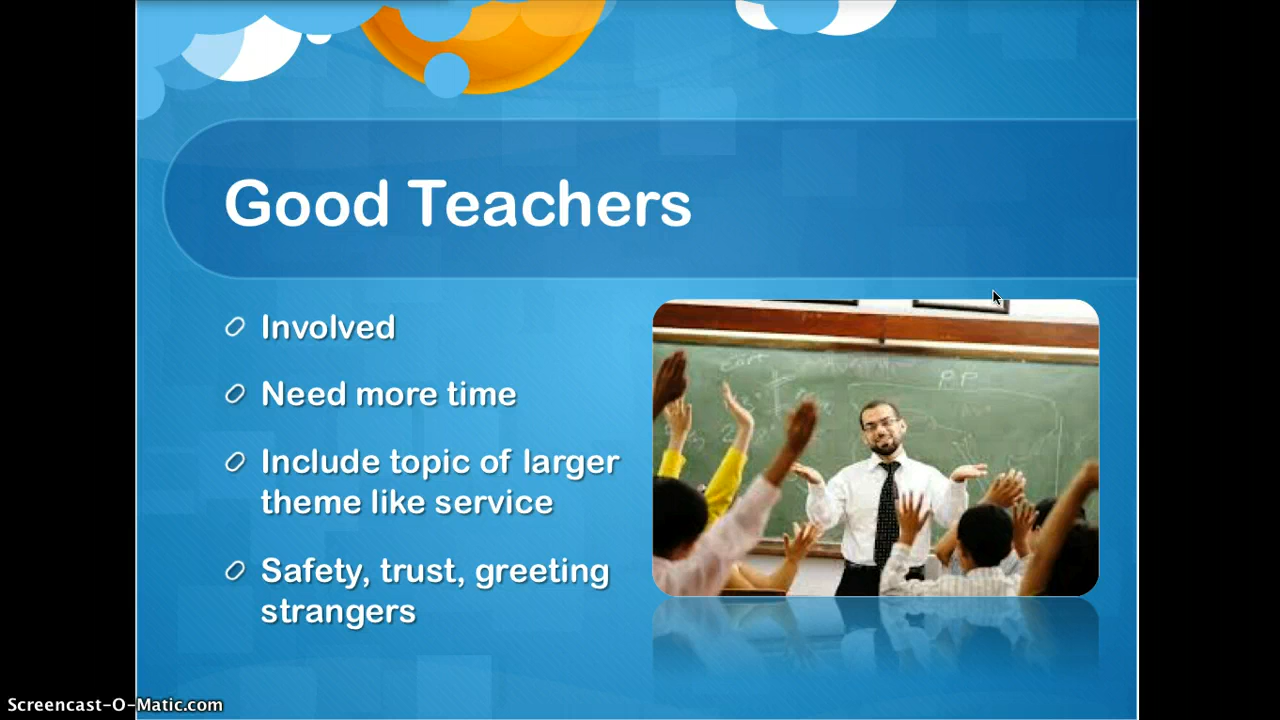 Good Teachers
Involved
Need more time
Include topic of larger
theme like service
Safety, trust, greeting
strangers
P.P
Screencast-O-Matic.com